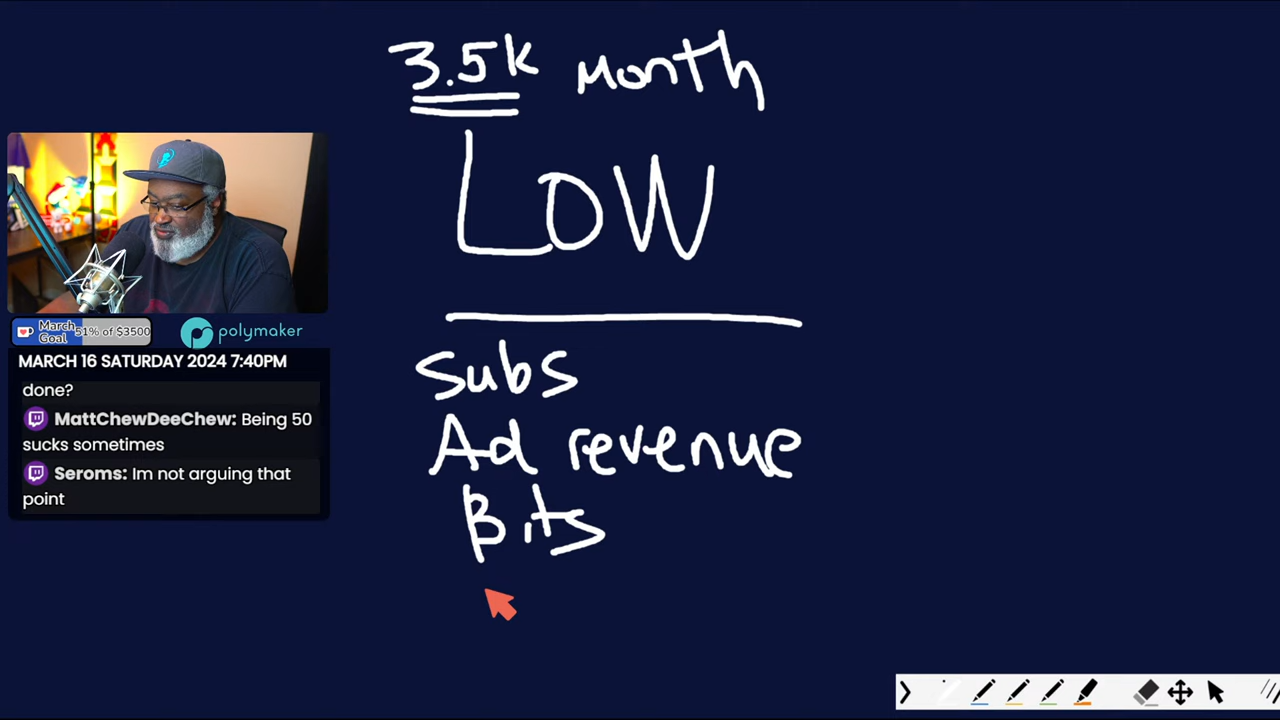 3.5k Month
LOW
Subs
Ad revenue
Bits
March
Goal
51% of $3500
polymaker
MARCH 16 SATURDAY 2024 7:40PM
done?
MattChewDeeChew: Being 50
sucks sometimes
Seroms: Im not arguing that
point